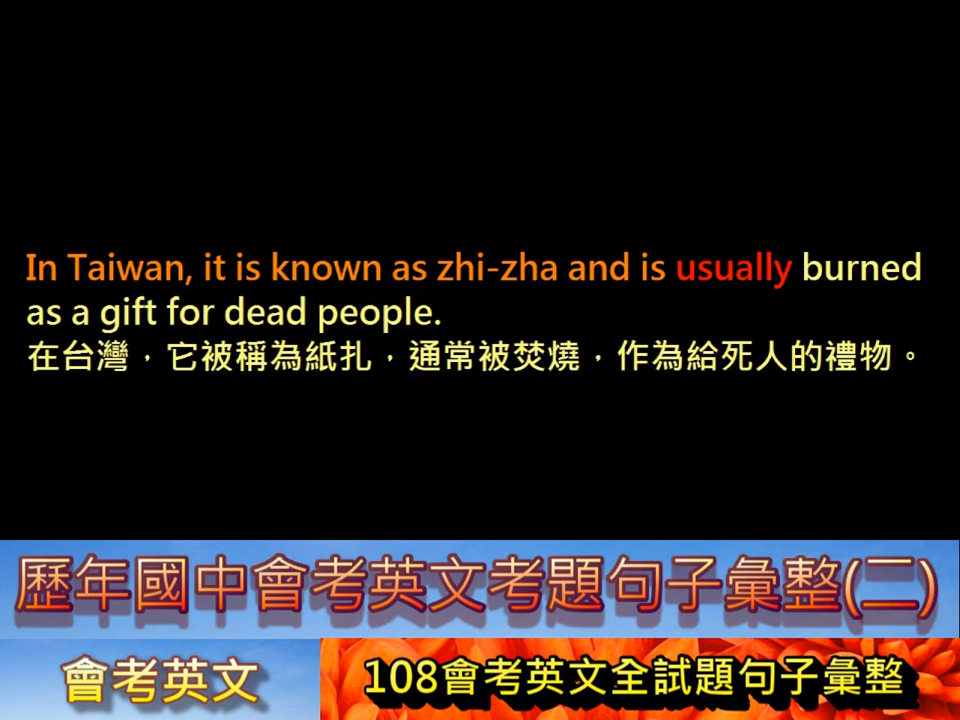 In Taiwan, it is known as zhi-zha and is usually burned
as a gift for dead people.
在台灣，它被稱為紙扎，通常被焚燒，作為給死人的禮物。
歷年國中會考英文考題句子彙整(二)
會考英文
108會考英文全試題句子彙整